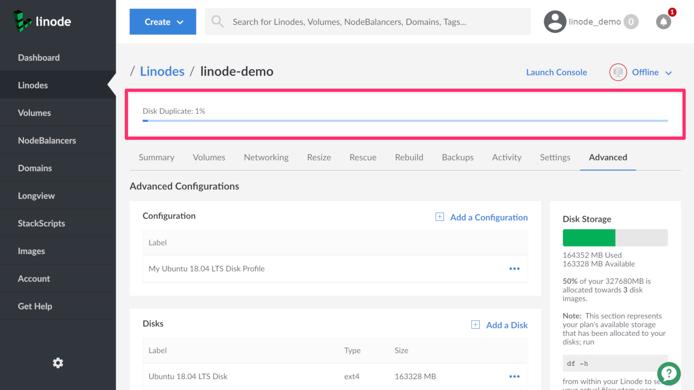 linode
Create
Search for Linodes, Volumes, NodeBalancers, Domains, Tags...
linode_demo 0
1
Dashboard
Linodes
Volumes
NodeBalancers
Domains
Longview
StackScripts
Images
Account
Get Help
/ Linodes / linode-demo
Launch Console
Offline
Disk Duplicate: 1%
Summary Volumes Networking Resize Rescue Rebuild Backups Activity Settings Advanced
Advanced Configurations
Configuration
Add a Configuration
Label
My Ubuntu 18.04 LTS Disk Profile
Disks
Add a Disk
Label Type Size
Ubuntu 18.04 LTS Disk ext4 163328 MB
Disk Storage
164352 MB Used
163328 MB Available
50% of your 327680MB is
allocated towards 3 disk
images.
Note: This section represents
your plan's available storage
that has been allocated to your
disks; run
df -h
from within your Linode to
?